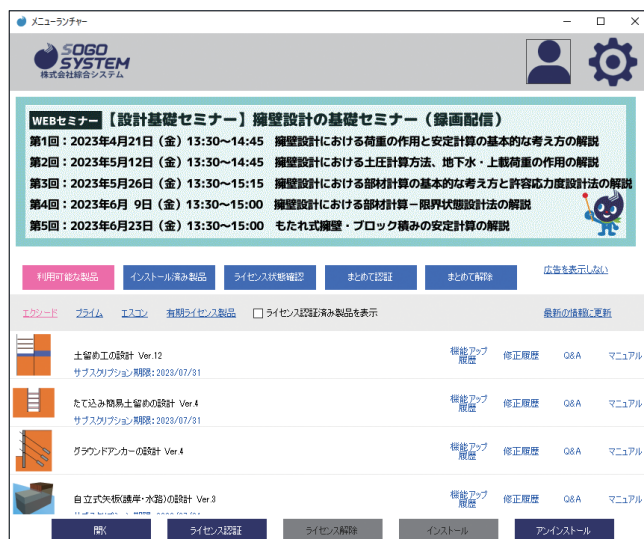 メニューランチャー
SOGO
SYSTEM
株式会社綜合システム
WEBセミナー【設計基礎セミナー】擁壁設計の基礎セミナー（録画配信）
第1回：2023年4月21日（金）13:30～14:45　擁壁設計における荷重の作用と安定計算の基本的な考え方の解説
第2回：2023年5月12日（金）13:30～14:45　擁壁設計における土圧計算方法、地下水・上載荷重の作用の解説
第3回：2023年5月26日（金）13:30～15:15　擁壁設計における部材計算の基本的な考え方と許容応力度設計法の解説
第4回：2023年6月 9日（金）13:30～15:00　擁壁設計における部材計算－限界状態設計法の解説
第5回：2023年6月23日（金）13:30～15:00　もたれ式擁壁・ブロック積みの安定計算の解説
利用可能な製品　インストール済み製品　ライセンス状態確認　まとめて認証　まとめて解除　広告を表示しない
エクシード　プライム　エスコン　有期ライセンス製品　ライセンス認証済み製品を表示　最新の情報に更新
土留め工の設計 Ver.12　機能アップ履歴　修正履歴　Q&A　マニュアル
サブスクリプション期限：2023/07/31
たて込み簡易土留めの設計 Ver.4　機能アップ履歴　修正履歴　Q&A　マニュアル
サブスクリプション期限：2023/07/31
グラウンドアンカーの設計 Ver.4　機能アップ履歴　修正履歴　Q&A　マニュアル
自立式矢板(護岸・水路)の設計 Ver.3　機能アップ履歴　修正履歴　Q&A　マニュアル
開く　ライセンス認証　ライセンス解除　インストール　アンインストール